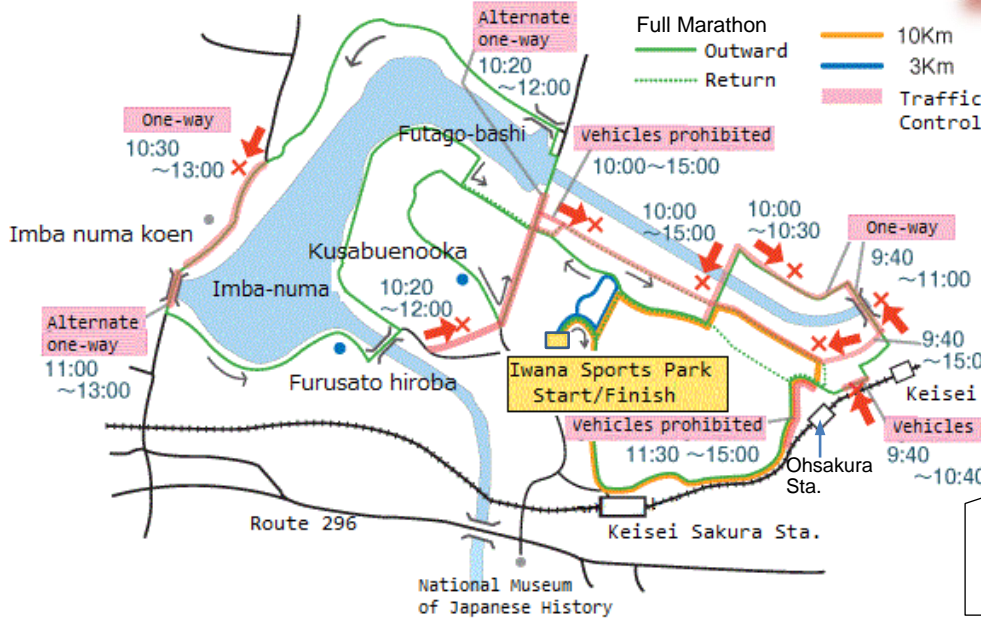 Alternate
one-way
10:20
~12:00
Full Marathon
Outward
Return
10Km
3Km
Traffic
Control
One-way
10:30
~13:00
Futago-bashi
Vehicles prohibited
10:00~15:00
10:00
~15:00
10:00
~10:30
One-way
9:40
~11:00
Imba numa koen
Kusabuenooka
Imba-numa
10:20
~12:00
Alternate
one-way
11:00
~13:00
Furusato hiroba
Iwana Sports Park
Start/Finish
9:40
~15:0
Keisei
Vehicles prohibited
11:30 ~15:00
Vehicles
9:40
~10:40
Ohsakura
Sta.
Route 296
Keisei Sakura Sta.
National Museum
of Japanese History